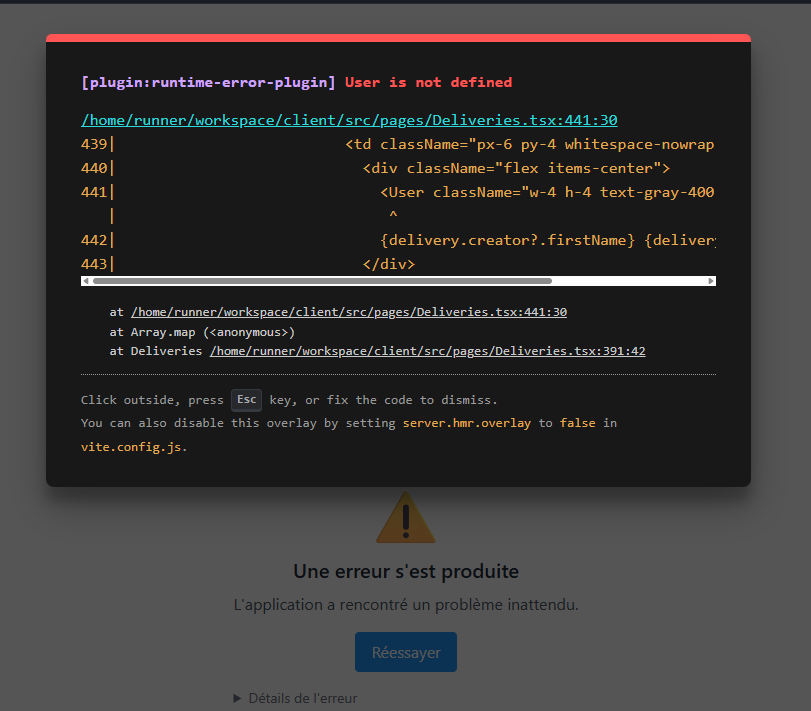 [plugin:runtime-error-plugin] User is not defined
/home/runner/workspace/client/src/pages/Deliveries.tsx:441:30
439|                          <td className="px-6 py-4 whitespace-nowrap
440|                            <div className="flex items-center">
441|                              <User className="w-4 h-4 text-gray-400
   |                               ^
442|                              {delivery.creator?.firstName} {deliver
443|                            </div>
at /home/runner/workspace/client/src/pages/Deliveries.tsx:441:30
at Array.map (<anonymous>)
at Deliveries /home/runner/workspace/client/src/pages/Deliveries.tsx:391:42
Click outside, press Esc key, or fix the code to dismiss.
You can also disable this overlay by setting server.hmr.overlay to false in
vite.config.js.
Une erreur s'est produite
L'application a rencontré un problème inattendu.
Réessayer
▶ Détails de l'erreur